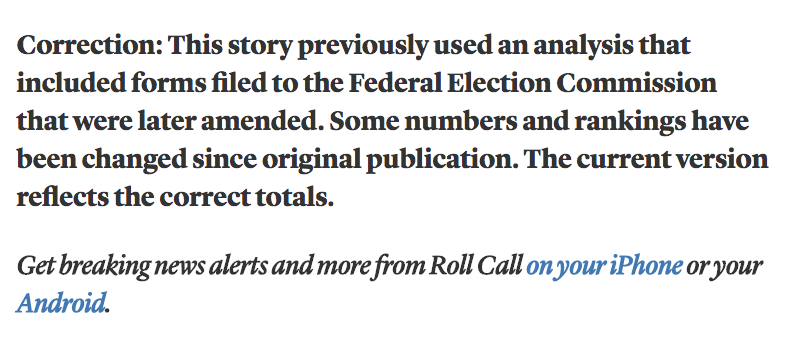 Correction: This story previously used an analysis that
included forms filed to the Federal Election Commission
that were later amended. Some numbers and rankings have
been changed since original publication. The current version
reflects the correct totals.
Get breaking news alerts and more from Roll Call on your iPhone or your
Android.